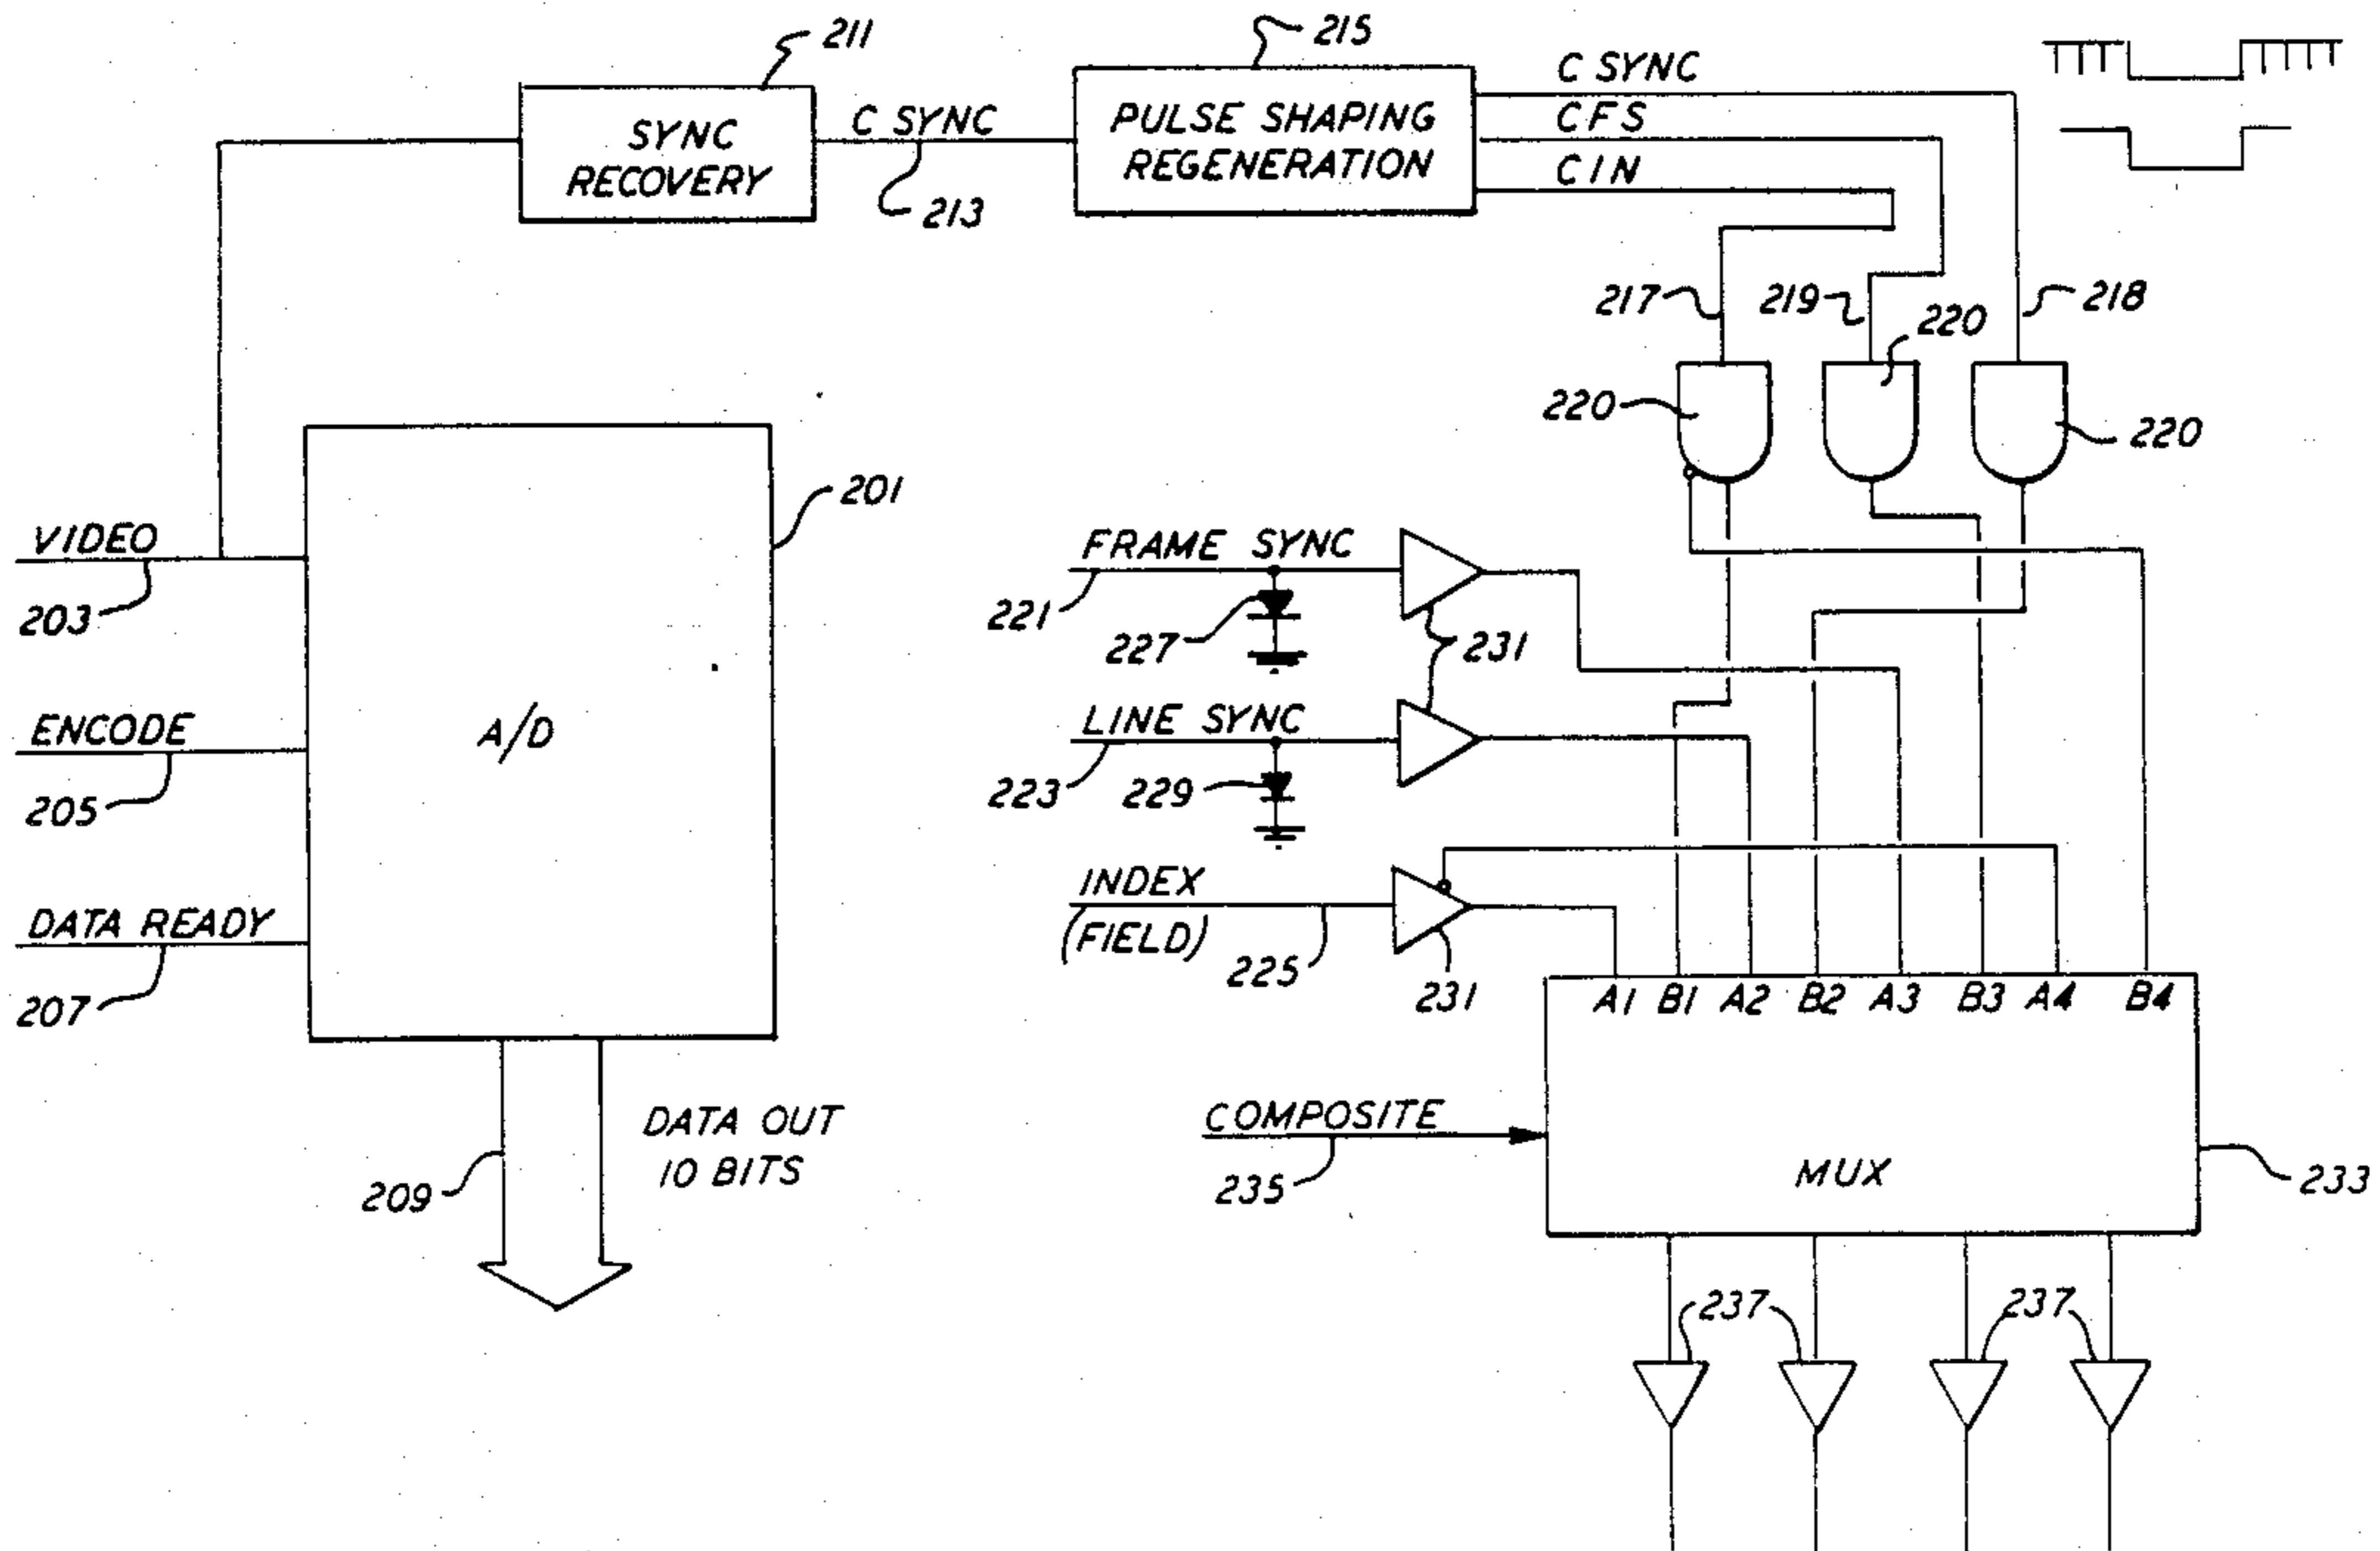 211
215
C SYNC
CFS
CIN
SYNC
RECOVERY
C SYNC
213
PULSE SHAPING
REGENERATION
217
219
220
218
220
220
201
VIDEO
203
ENCODE
205
DATA READY
207
A/D
209
DATA OUT
10 BITS
FRAME SYNC
221
227
231
LINE SYNC
223
229
INDEX
(FIELD)
225
231
A1 B1 A2 B2 A3 B3 A4 B4
COMPOSITE
235
MUX
233
237
237